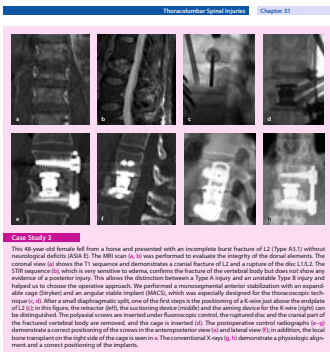 Thoracolumbar Spinal Injuries Chapter 31
a
b
c
d
e
f
h
Case Study 3
This 48-year-old female fell from a horse and presented with an incomplete burst fracture of L2 (Type A3.1) without
neurological deficits (ASIA E). The MRI scan (a, b) was performed to evaluate the integrity of the dorsal elements. The
coronal view (a) shows the T1 sequence and demonstrates a cranial fracture of L2 and a rupture of the disc L1/L2. The
STIR sequence (b), which is very sensitive to edema, confirms the fracture of the vertebral body but does not show any
evidence of a posterior injury. This allows the distinction between a Type A injury and an unstable Type B injury and
helped us to choose the operative approach. We performed a monosegmental anterior stabilization with an expand-
able cage (Stryker) and an angular stable implant (MACS), which was especially designed for the thoracoscopic tech-
nique (c, d). After a small diaphragmatic split, one of the first steps is the positioning of a K-wire just above the endplate
of L2 (c); in this figure, the retractor (left), the suctioning device (middle) and the aiming device for the K-wire (right) can
be distinguished. The polyaxial screws are inserted under fluoroscopic control, the ruptured disc and the cranial part of
the fractured vertebral body are removed, and the cage is inserted (d). The postoperative control radiographs (e–g)
demonstrate a correct positioning of the screws in the anteroposterior view (e) and lateral view (f); in addition, the local
bone transplant on the right side of the cage is seen in e. The conventional X-rays (g, h) demonstrate a physiologic align-
ment and a correct positioning of the implants.